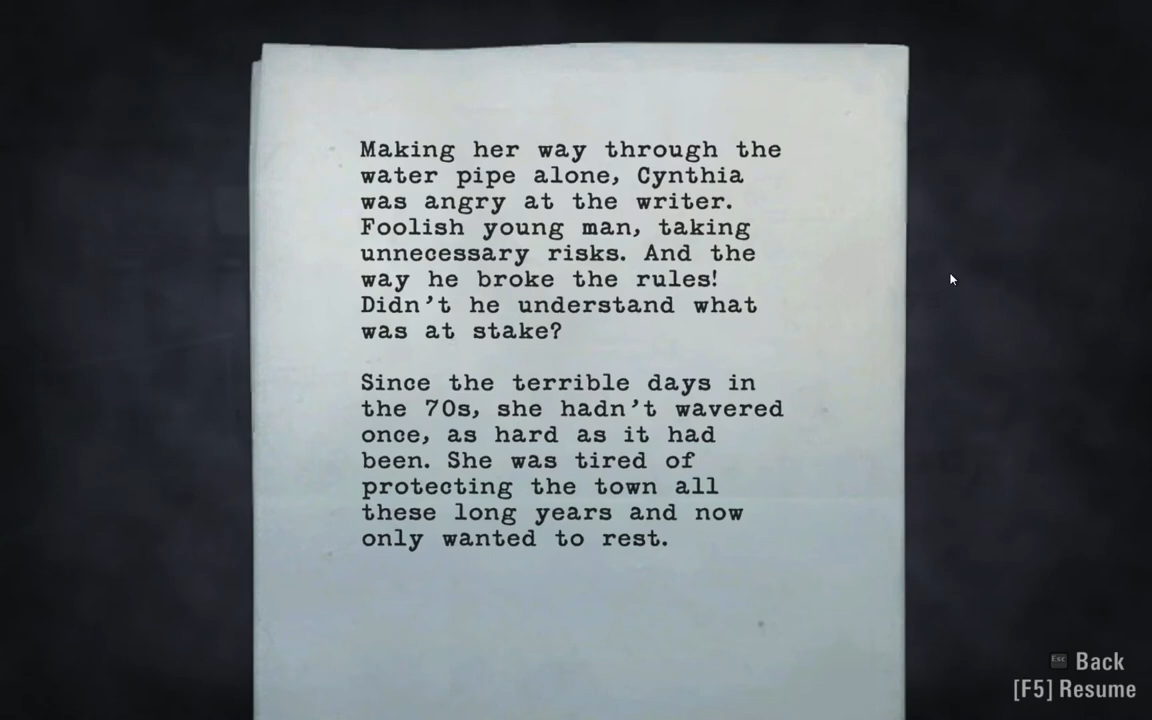 Making her way through the
water pipe alone, Cynthia
was angry at the writer.
Foolish young man, taking
unnecessary risks. And the
way he broke the rules!
Didn't he understand what
was at stake?
Since the terrible days in
the 70s, she hadn't wavered
once, as hard as it had
been. She was tired of
protecting the town all
these long years and now
only wanted to rest.
Esc Back
[F5] Resume